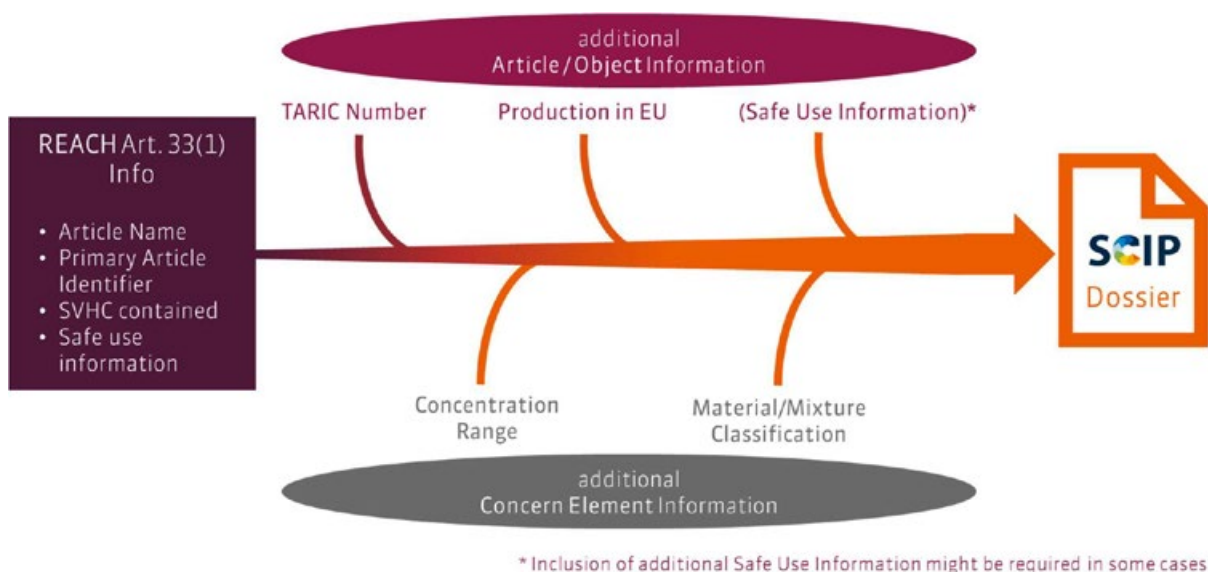 additional
Article/Object Information
TARIC Number
Production in EU
(Safe Use Information)*
REACH Art. 33(1)
Info
• Article Name
• Primary Article
Identifier
• SVHC contained
• Safe use
information
SCIP
Dossier
Concentration
Range
Material/Mixture
Classification
additional
Concern Element Information
* Inclusion of additional Safe Use Information might be required in some cases